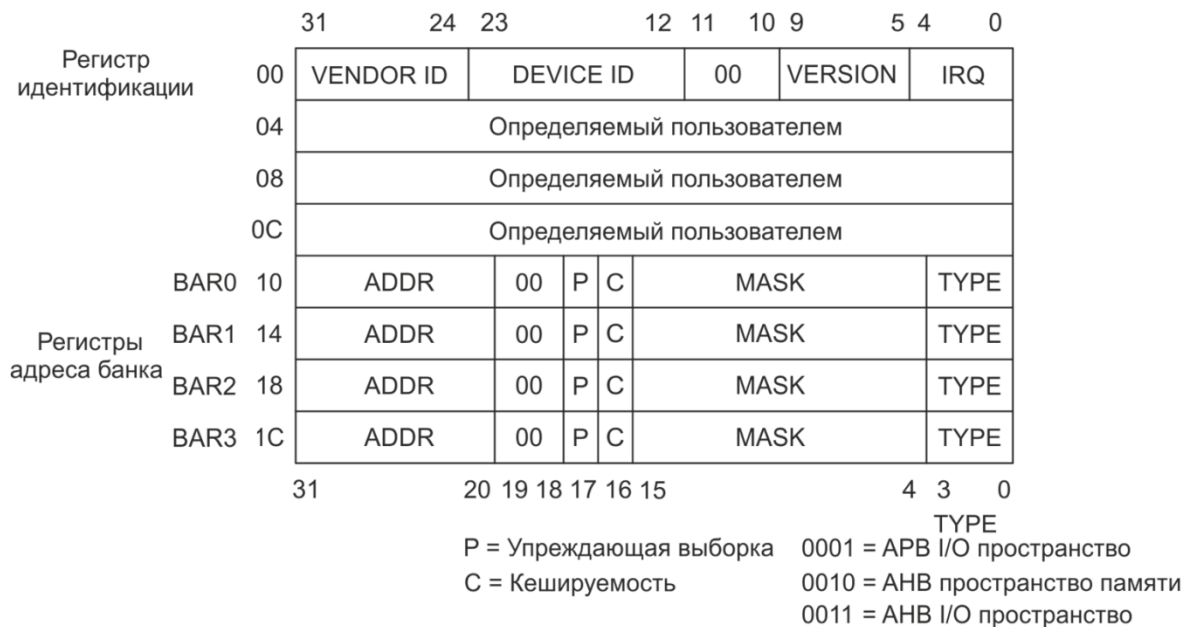 31 24 23 12 11 10 9 5 4 0
Регистр
идентификации
00 VENDOR ID DEVICE ID 00 VERSION IRQ
04 Определяемый пользователем
08 Определяемый пользователем
0C Определяемый пользователем
BAR0 10 ADDR 00 P C MASK TYPE
Регистры
адреса банка
BAR1 14 ADDR 00 P C MASK TYPE
BAR2 18 ADDR 00 P C MASK TYPE
BAR3 1C ADDR 00 P C MASK TYPE
31 20 19 18 17 16 15 4 3 0
TYPE
P = Упреждающая выборка 0001 = APB I/O пространство
C = Кешируемость 0010 = AHB пространство памяти
0011 = AHB I/O пространство